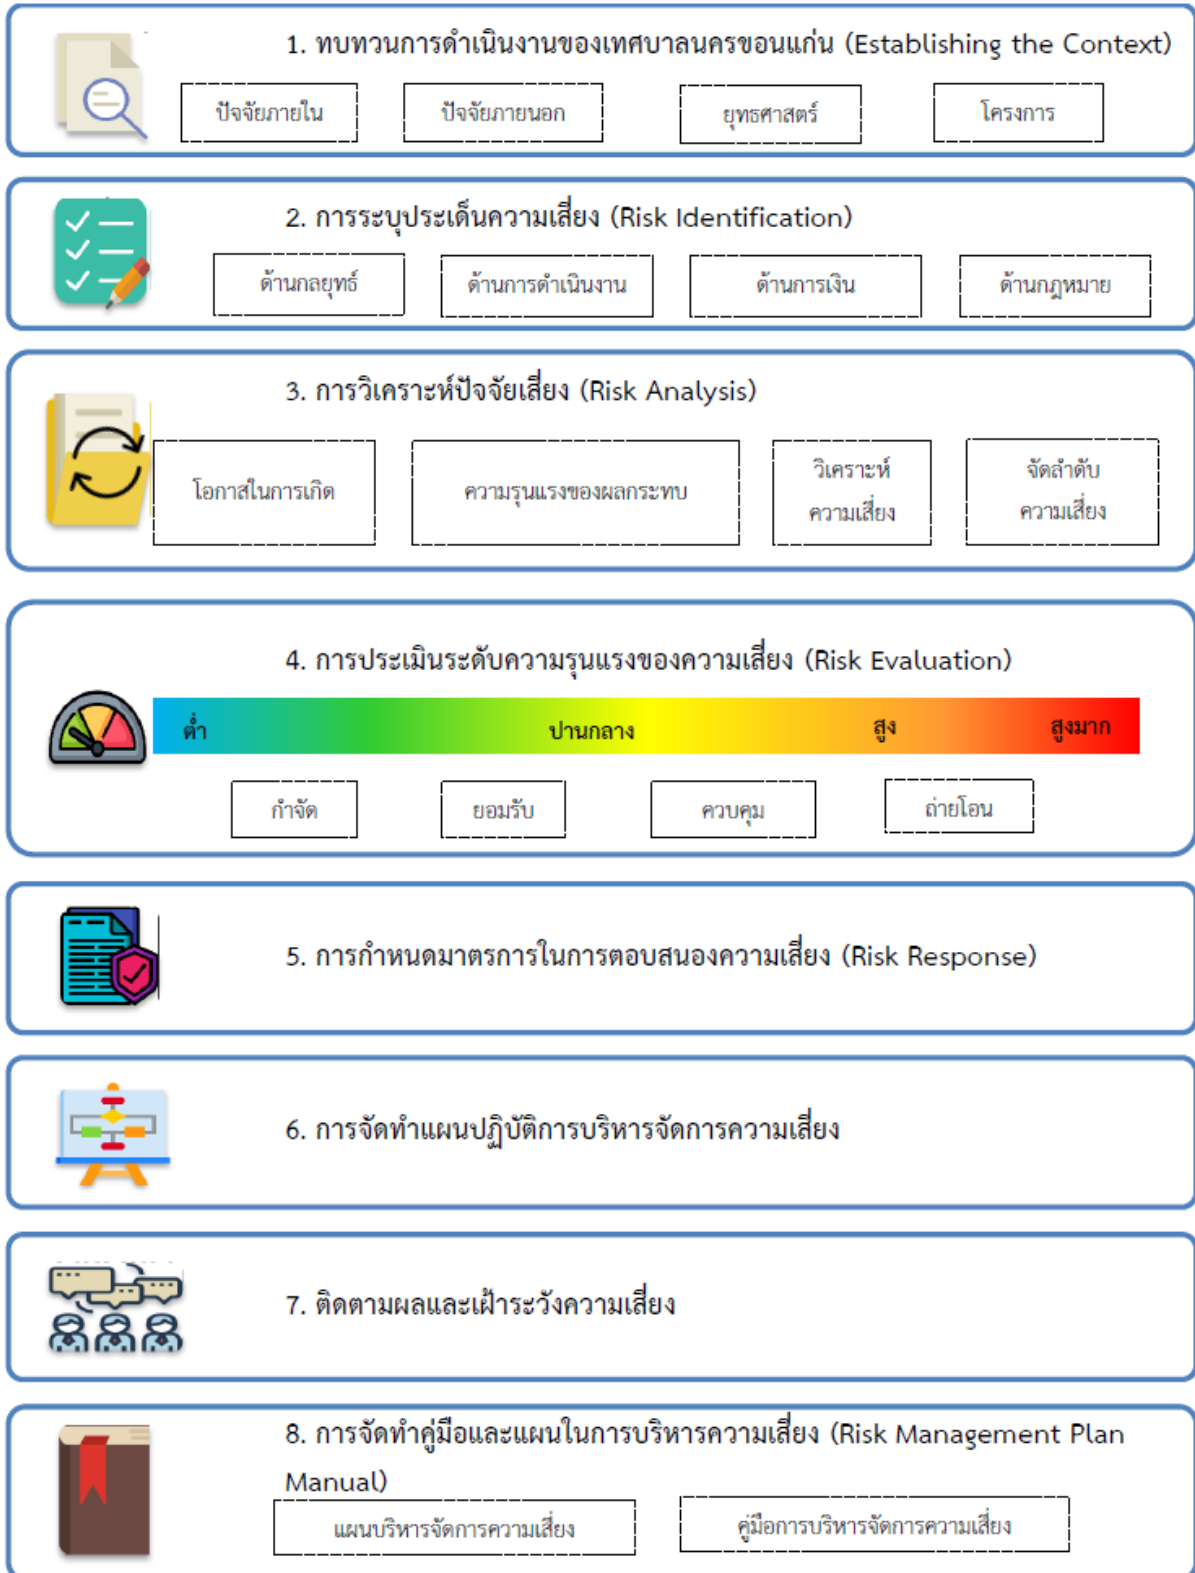 1. ทบทวนการดำเนินงานของเทศบาลนครขอนแก่น (Establishing the Context)
ปัจจัยภายใน ปัจจัยภายนอก ยุทธศาสตร์ โครงการ
2. การระบุประเด็นความเสี่ยง (Risk Identification)
ด้านกลยุทธ์ ด้านการดำเนินงาน ด้านการเงิน ด้านกฎหมาย
3. การวิเคราะห์ปัจจัยเสี่ยง (Risk Analysis)
โอกาสในการเกิด ความรุนแรงของผลกระทบ
วิเคราะห์
ความเสี่ยง
จัดลำดับ
ความเสี่ยง
4. การประเมินระดับความรุนแรงของความเสี่ยง (Risk Evaluation)
ต่ำ ปานกลาง สูง สูงมาก
กำจัด ยอมรับ ควบคุม ถ่ายโอน
5. การกำหนดมาตรการในการตอบสนองความเสี่ยง (Risk Response)
6. การจัดทำแผนปฏิบัติการบริหารจัดการความเสี่ยง
7. ติดตามผลและเฝ้าระวังความเสี่ยง
8. การจัดทำคู่มือและแผนในการบริหารความเสี่ยง (Risk Management Plan
Manual)
แผนบริหารจัดการความเสี่ยง คู่มือการบริหารจัดการความเสี่ยง